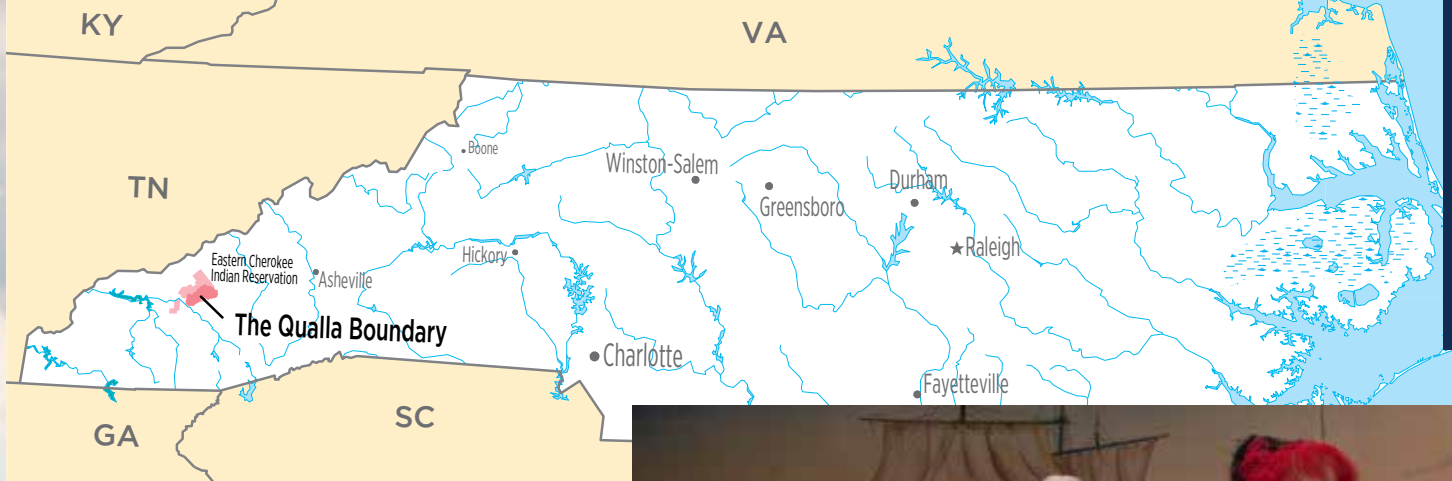 KY
VA
Boone
Winston-Salem
TN
Durham
Greensboro
Raleigh
Hickory
Eastern Cherokee
Indian Reservation
Asheville
The Qualla Boundary
Charlotte
Fayetteville
SC
GA